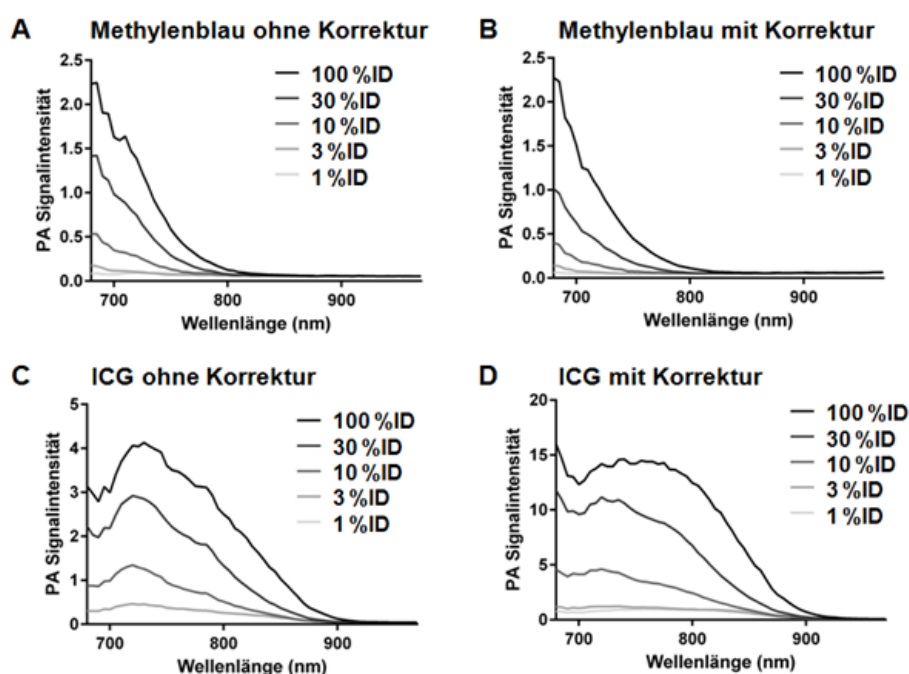 A Methylenblau ohne Korrektur
PA Signalintensität
2.5
2.0
1.5
1.0
0.5
0.0
100 %ID
30 %ID
10 %ID
3 %ID
1 %ID
700 800 900
Wellenlänge (nm)
B Methylenblau mit Korrektur
PA Signalintensität
2.5
2.0
1.5
1.0
0.5
0.0
100 %ID
30 %ID
10 %ID
3 %ID
1 %ID
700 800 900
Wellenlänge (nm)
C ICG ohne Korrektur
PA Signalintensität
5
4
3
2
1
0
100 %ID
30 %ID
10 %ID
3 %ID
1 %ID
700 800 900
Wellenlänge (nm)
D ICG mit Korrektur
PA Signalintensität
20
15
10
5
0
100 %ID
30 %ID
10 %ID
3 %ID
1 %ID
700 800 900
Wellenlänge (nm)